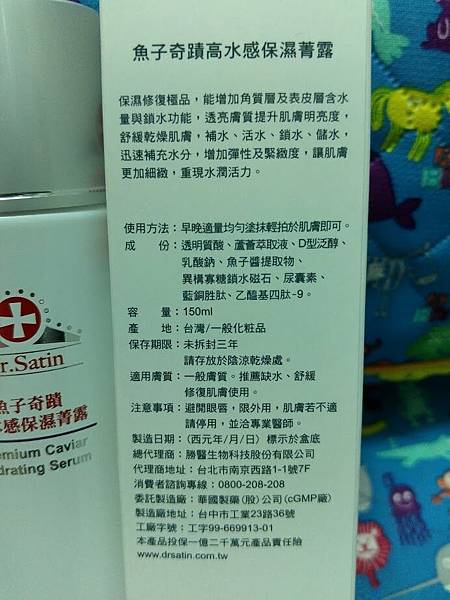 魚子奇蹟高水感保濕菁露
保濕修復極品，能增加角質層及表皮層含水
量與鎖水功能，透亮膚質提升肌膚明亮度，
舒緩乾燥肌膚，補水、活水、鎖水、儲水，
迅速補充水分，增加彈性及緊緻度，讓肌膚
更加細緻，重現水潤活力。
使用方法：早晚適量均勻塗抹輕拍於肌膚即可。
成　　份：透明質酸、蘆薈萃取液、D型泛醇、
乳酸鈉、魚子醬提取物、
異構寡糖鎖水磁石、尿囊素、
藍銅胜肽、乙醯基四肽-9。
容　　量：150ml
產　　地：台灣/一般化粧品
保存期限：未拆封三年
請存放於陰涼乾燥處。
適用膚質：一般膚質。推薦缺水、舒緩
修復肌膚使用。
注意事項：避開眼唇，限外用，肌膚若不適
請停用，並洽專業醫師。
製造日期：(西元年/月/日) 標示於盒底
總代理商：勝醫生物科技股份有限公司
代理商地址：台北市南京西路1-1號7F
消費者諮詢專線：0800-208-208
委託製造廠：華國製藥(股)公司(cGMP廠)
製造廠地址：台中市工業23路36號
工廠字號：工字99-669913-01
本產品投保一億二千萬元產品責任險
www.drsatin.com.tw
r.Satin
魚子奇蹟
水感保濕菁露
emium Caviar
drating Serum